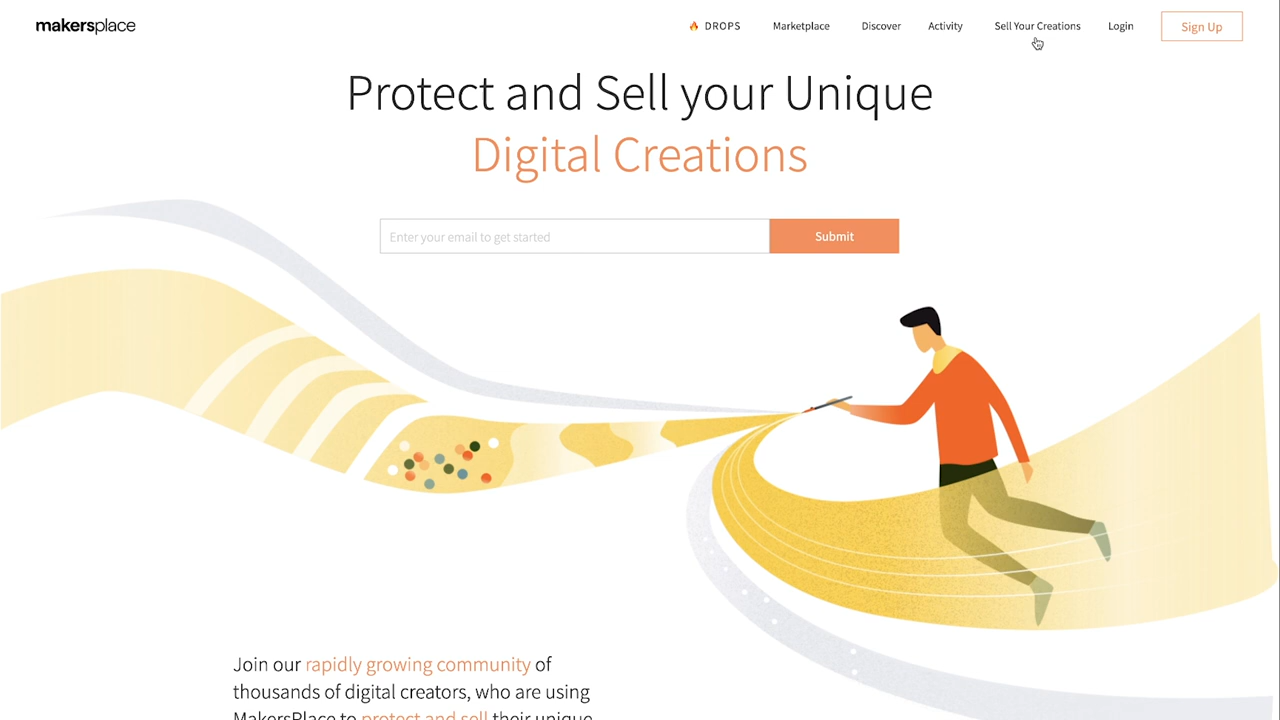 makersplace
DROPS
Marketplace
Discover
Activity
Sell Your Creations
Login
Sign Up
Protect and Sell your Unique
Digital Creations
Enter your email to get started
Submit
Join our rapidly growing community of
thousands of digital creators, who are using
MakersPlace to protect and sell their unique